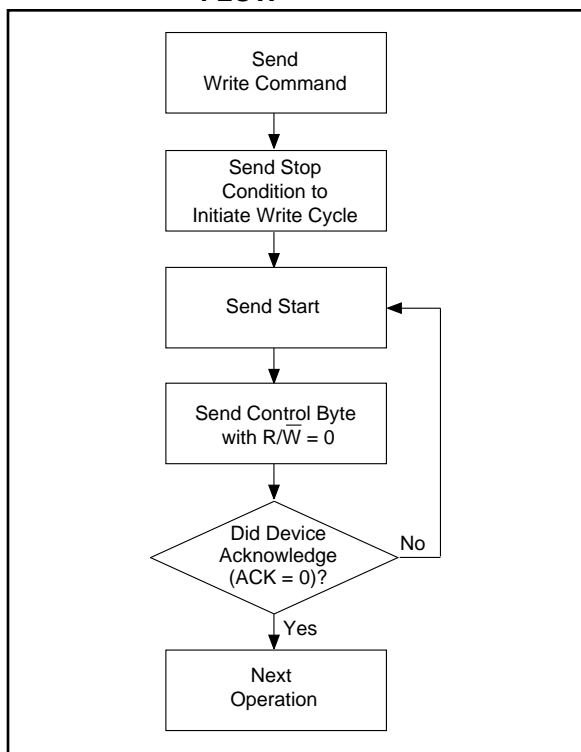 Send
Write Command
Send Stop
Condition to
Initiate Write Cycle
Send Start
Send Control Byte
with R/W̅ = 0
Did Device
Acknowledge
(ACK = 0)?
No
Yes
Next
Operation